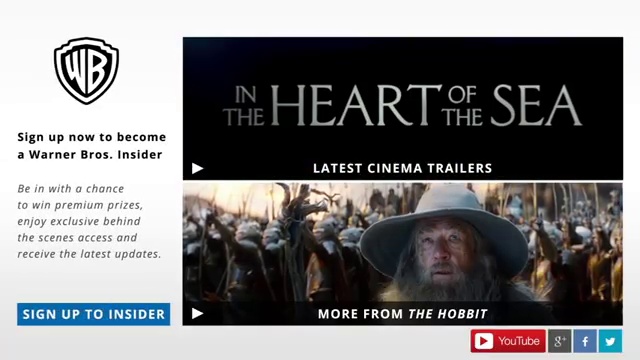 WB
Sign up now to become
a Warner Bros. Insider
Be in with a chance
to win premium prizes,
enjoy exclusive behind
the scenes access and
receive the latest updates.
SIGN UP TO INSIDER
IN THE HEART OF THE SEA
LATEST CINEMA TRAILERS
MORE FROM THE HOBBIT
YouTube
g+
f